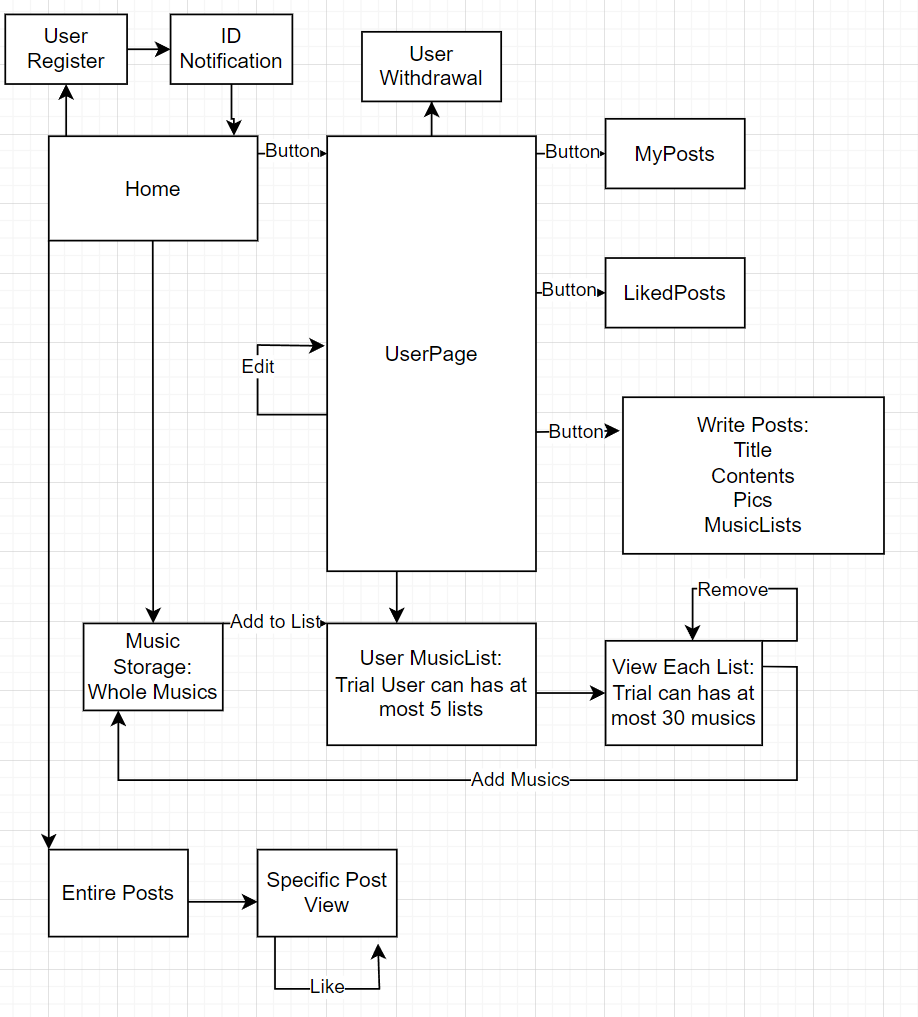 User
Register
ID
Notification
User
Withdrawal
Home
Button
Button
MyPosts
Button
LikedPosts
UserPage
Edit
Button
Write Posts:
Title
Contents
Pics
MusicLists
Remove
Music
Storage:
Whole Musics
Add to List
User MusicList:
Trial User can has at
most 5 lists
View Each List:
Trial can has at
most 30 musics
Add Musics
Entire Posts
Specific Post
View
Like